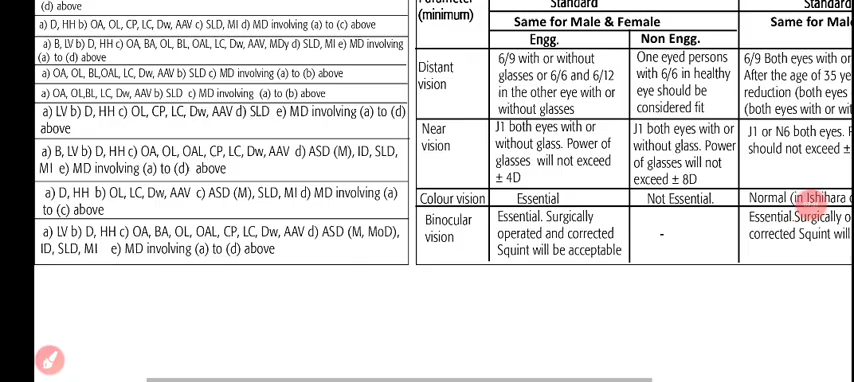 (d) above
a) D, HH b) OA, OL, CP, LC, Dw, AAV c) SLD, MI d) MD involving (a) to (c) above
a) B, LV b) D, HH c) OA, BA, OL, BL, OAL, LC, Dw, AAV, MDy d) SLD, MI e) MD involving
(a) to (d) above
a) OA, OL, BL,OAL, LC, Dw, AAV b) SLD c) MD involving (a) to (b) above
a) OA, OL,BL, LC, Dw, AAV b) SLD c) MD involving (a) to (b) above
a) LV b) D, HH c) OL, CP, LC, Dw, AAV d) SLD e) MD involving (a) to (d)
above
a) B, LV b) D, HH c) OA, OL, OAL, CP, LC, Dw, AAV d) ASD (M), ID, SLD,
MI e) MD involving (a) to (d) above
a) D, HH b) OL, LC, Dw, AAV c) ASD (M), SLD, MI d) MD involving (a)
to (c) above
a) LV b) D, HH c) OA, BA, OL, OAL, CP, LC, Dw, AAV d) ASD (M, MoD),
ID, SLD, MI e) MD involving (a) to (d) above
Parameter
(minimum)
Standard
Standard
Same for Male & Female
Same for Mal
Engg.
Non Engg.
Distant
vision
6/9 with or without
glasses or 6/6 and 6/12
in the other eye with or
without glasses
One eyed persons
with 6/6 in healthy
eye should be
considered fit
6/9 Both eyes with or
After the age of 35 ye
reduction (both eyes
(both eyes with or wit
Near
vision
J1 both eyes with or
without glass. Power of
glasses will not exceed
± 4D
J1 both eyes with or
without glass. Power
of glasses will not
exceed ± 8D
J1 or N6 both eyes.
should not exceed ±
Colour vision
Essential
Not Essential.
Normal (in Ishihara
Binocular
vision
Essential. Surgically
operated and corrected
Squint will be acceptable
-
Essential.Surgically o
corrected Squint will